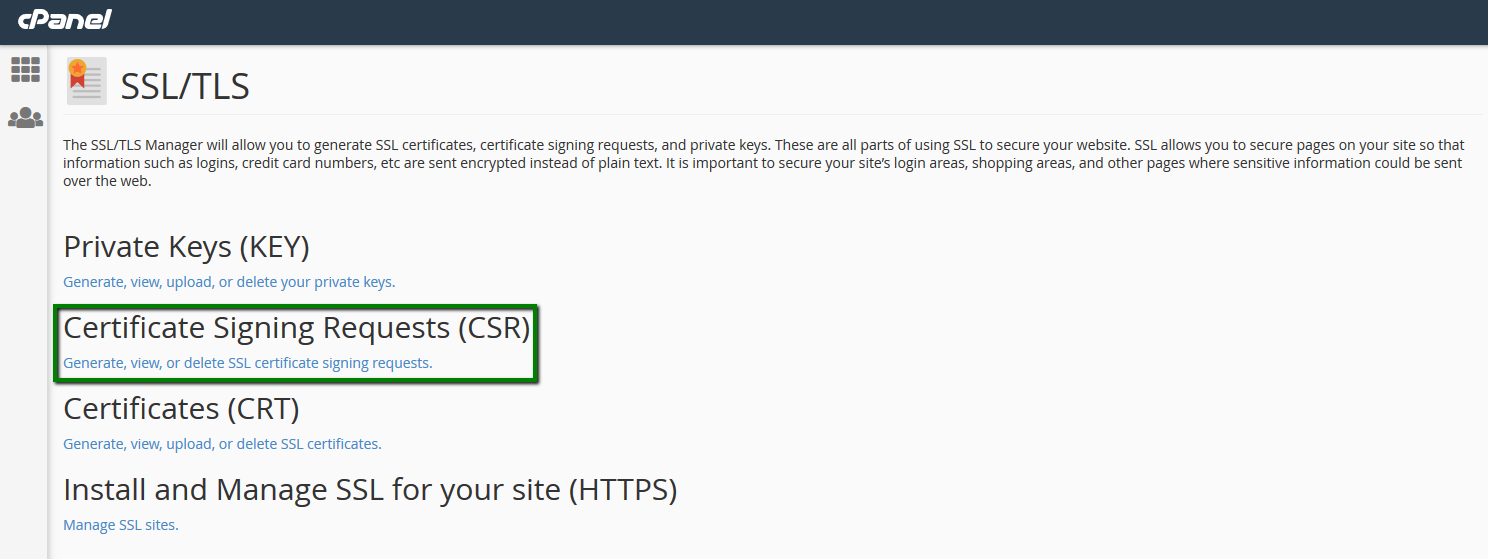 cPanel
SSL/TLS
The SSL/TLS Manager will allow you to generate SSL certificates, certificate signing requests, and private keys. These are all parts of using SSL to secure your website. SSL allows you to secure pages on your site so that
information such as logins, credit card numbers, etc are sent encrypted instead of plain text. It is important to secure your site’s login areas, shopping areas, and other pages where sensitive information could be sent
over the web.
Private Keys (KEY)
Generate, view, upload, or delete your private keys.
Certificate Signing Requests (CSR)
Generate, view, or delete SSL certificate signing requests.
Certificates (CRT)
Generate, view, upload, or delete SSL certificates.
Install and Manage SSL for your site (HTTPS)
Manage SSL sites.